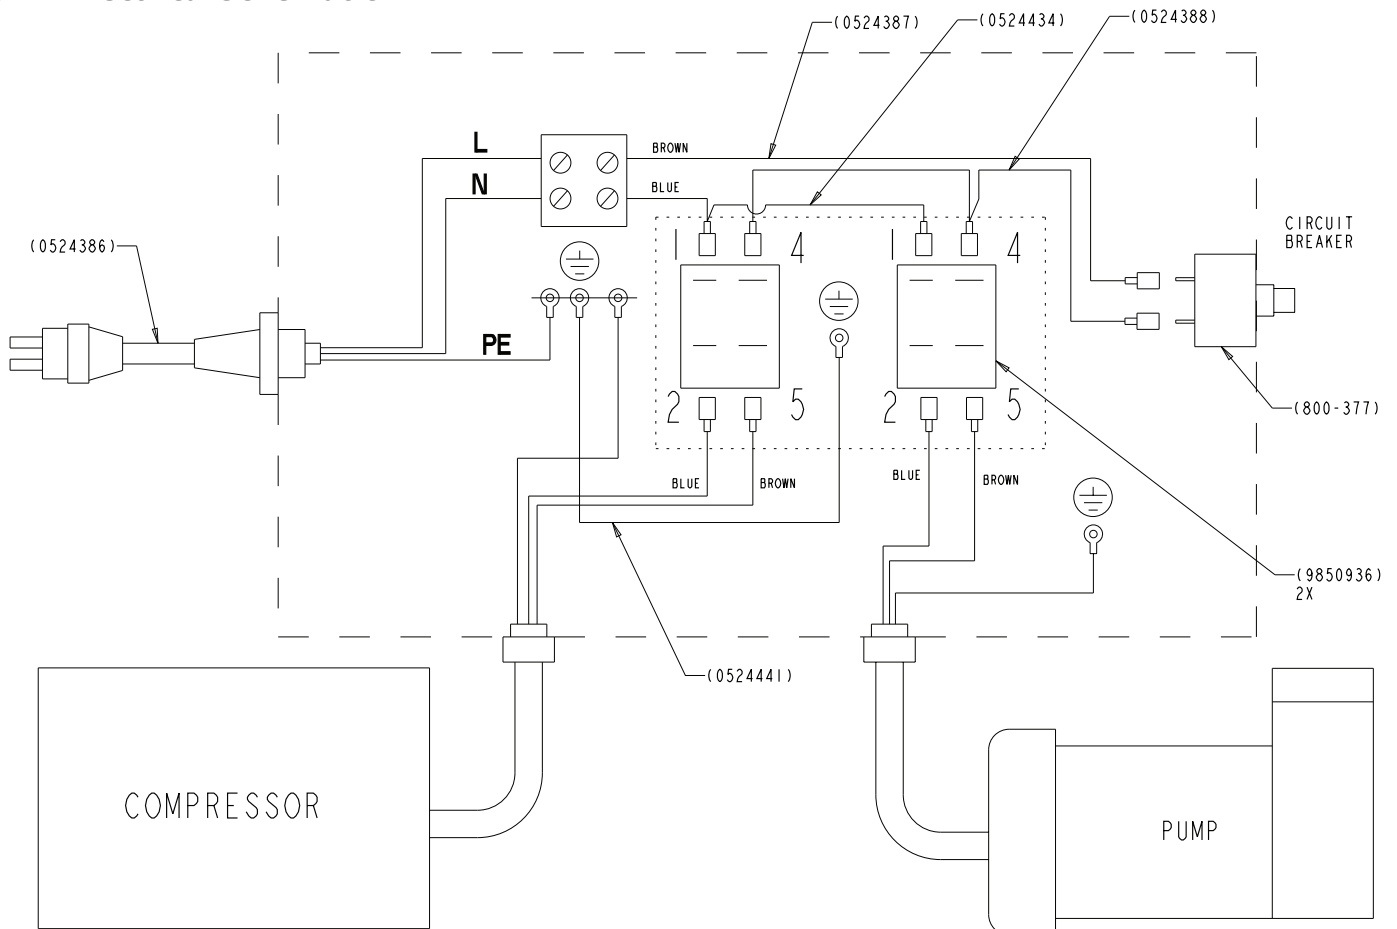 (0524387)
(0524434)
(0524388)
L
BROWN
N
BLUE
(0524386)
1
4
1
4
CIRCUIT
BREAKER
PE
2
5
2
5
(800-377)
BLUE
BROWN
BLUE
BROWN
(9850936)
2X
(0524441)
COMPRESSOR
PUMP